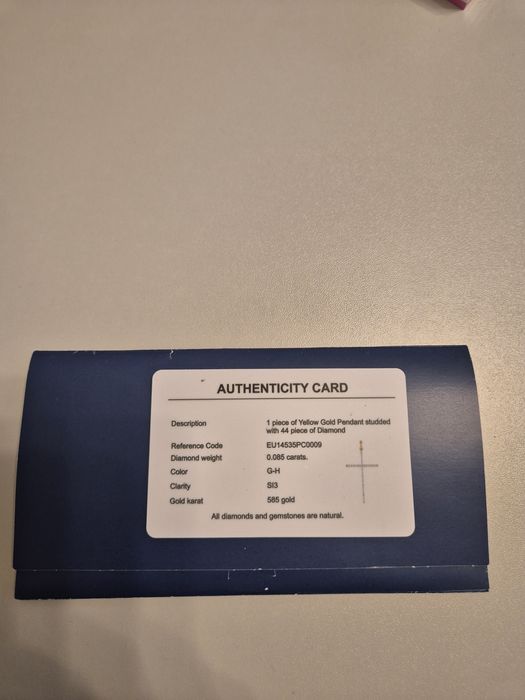 AUTHENTICITY CARD
Description 1 piece of Yellow Gold Pendant studded
with 44 piece of Diamond
Reference Code EU14535PC0009
Diamond weight 0.085 carats.
Color G-H
Clarity SI3
Gold karat 585 gold
All diamonds and gemstones are natural.